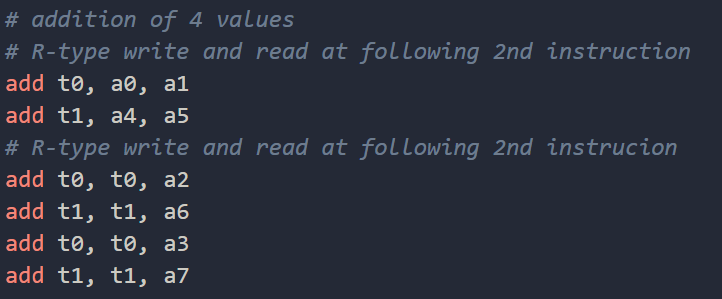 # addition of 4 values
# R-type write and read at following 2nd instruction
add t0, a0, a1
add t1, a4, a5
# R-type write and read at following 2nd instrucion
add t0, t0, a2
add t1, t1, a6
add t0, t0, a3
add t1, t1, a7